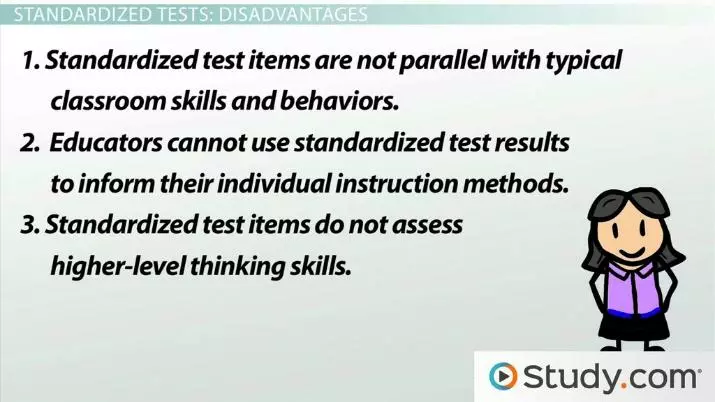 STANDARDIZED TESTS: DISADVANTAGES
1. Standardized test items are not parallel with typical
classroom skills and behaviors.
2. Educators cannot use standardized test results
to inform their individual instruction methods.
3. Standardized test items do not assess
higher-level thinking skills.
Study.com